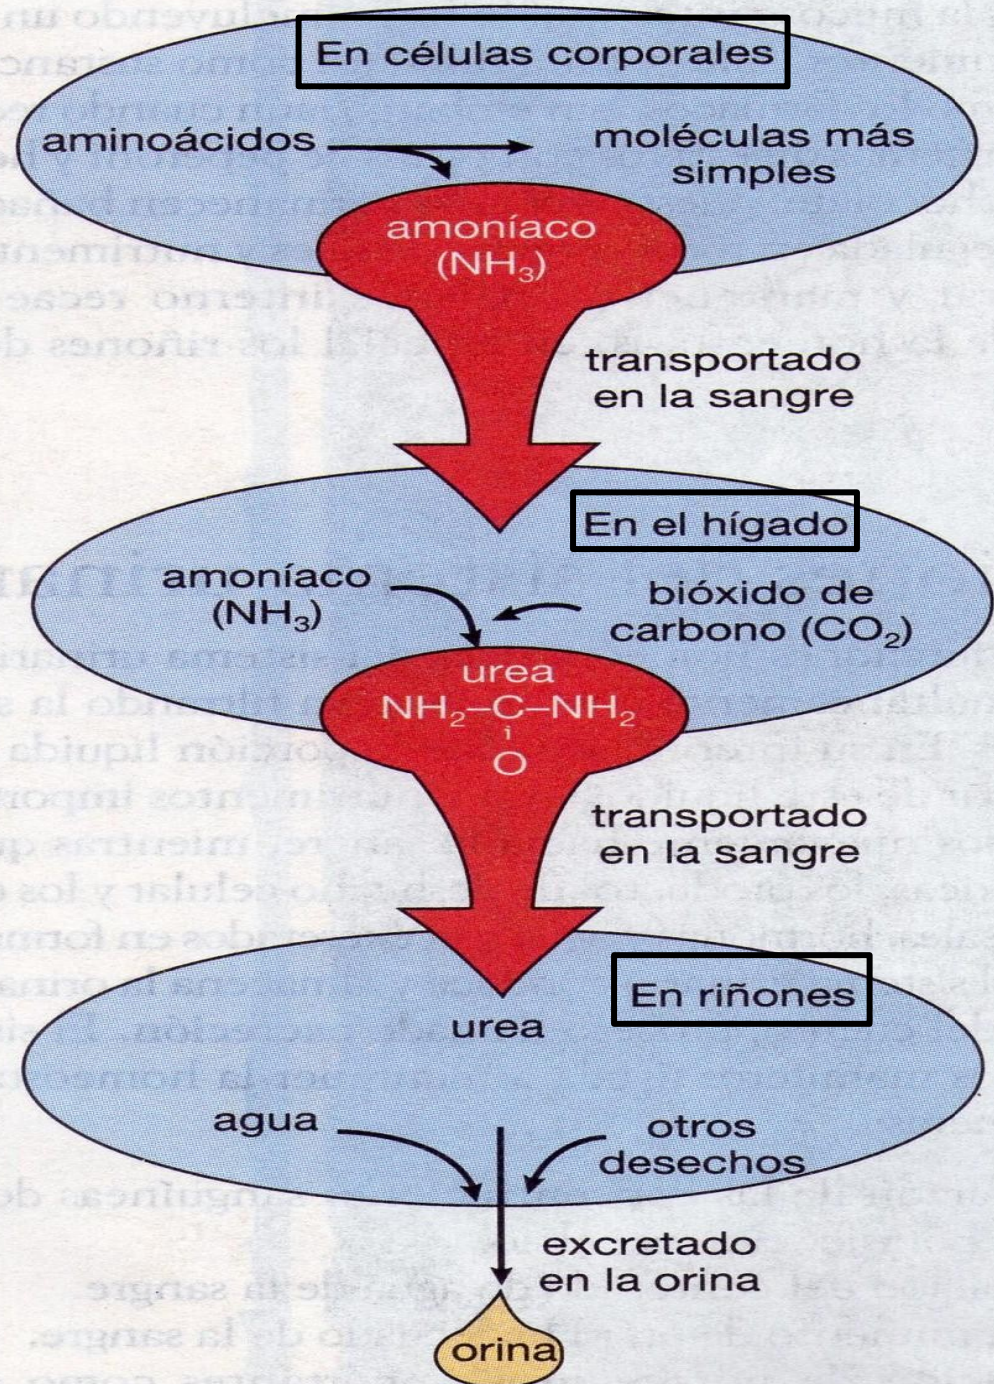 En células corporales
aminoácidos
moléculas más
simples
amoníaco
(NH₃)
transportado
en la sangre
En el hígado
amoníaco
(NH₃)
bióxido de
carbono (CO₂)
urea
NH₂–C–NH₂
O
transportado
en la sangre
En riñones
urea
agua
otros
desechos
excretado
en la orina
orina